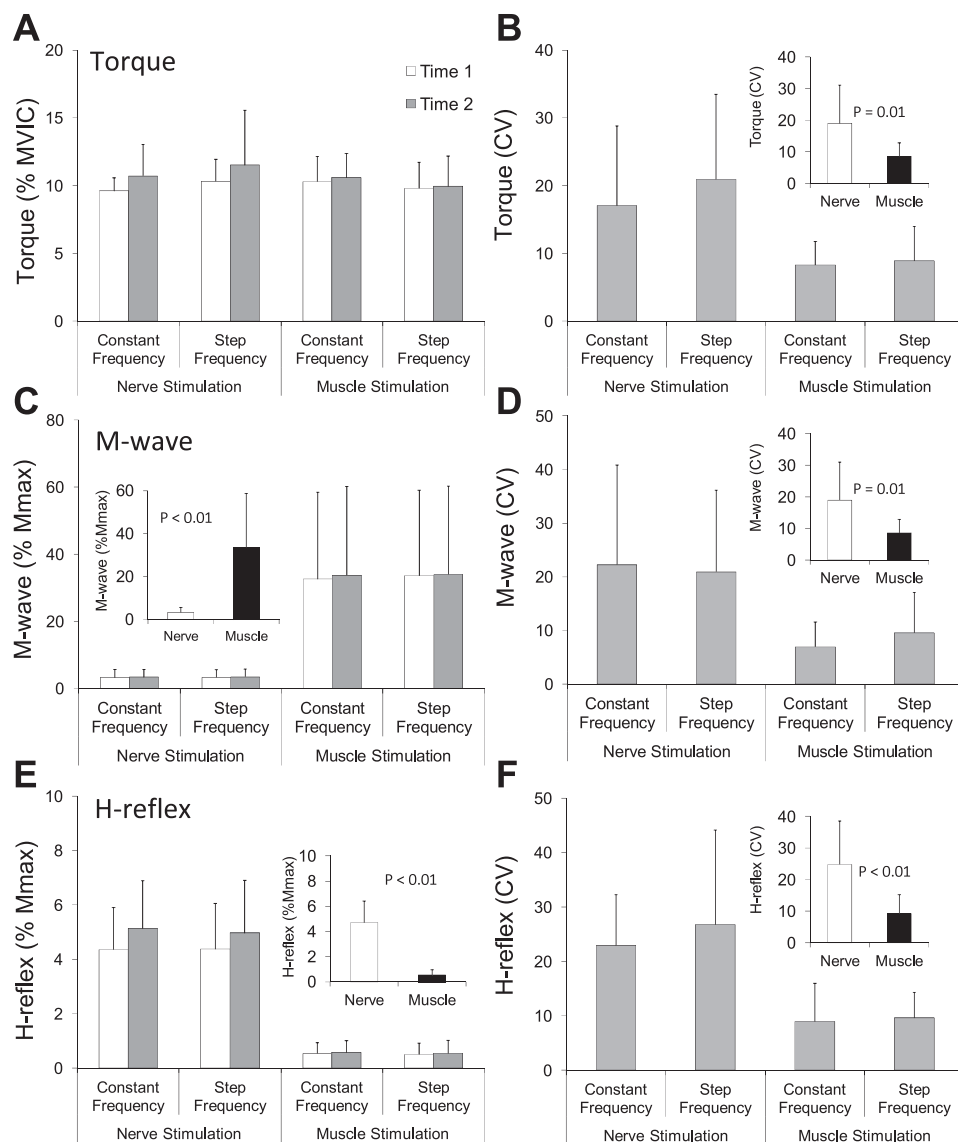 A
Torque
Time 1
Time 2
Torque (% MVIC)
20
15
10
5
0
Constant Frequency
Step Frequency
Constant Frequency
Step Frequency
Nerve Stimulation
Muscle Stimulation
B
Torque (CV)
40
30
20
10
0
Torque (CV)
40
30
20
10
0
P = 0.01
Nerve
Muscle
Constant Frequency
Step Frequency
Constant Frequency
Step Frequency
Nerve Stimulation
Muscle Stimulation
C
M-wave
M-wave (% Mmax)
80
60
40
20
0
M-wave (%Mmax)
60
40
20
0
P < 0.01
Nerve
Muscle
Constant Frequency
Step Frequency
Constant Frequency
Step Frequency
Nerve Stimulation
Muscle Stimulation
D
M-wave (CV)
50
40
30
20
10
0
M-wave (CV)
40
30
20
10
0
P = 0.01
Nerve
Muscle
Constant Frequency
Step Frequency
Constant Frequency
Step Frequency
Nerve Stimulation
Muscle Stimulation
E
H-reflex
H-reflex (% Mmax)
10
8
6
4
2
0
H-reflex (%Mmax)
10
8
6
4
2
0
P < 0.01
Nerve
Muscle
Constant Frequency
Step Frequency
Constant Frequency
Step Frequency
Nerve Stimulation
Muscle Stimulation
F
H-reflex (CV)
50
40
30
20
10
0
H-reflex (CV)
40
30
20
10
0
P < 0.01
Nerve
Muscle
Constant Frequency
Step Frequency
Constant Frequency
Step Frequency
Nerve Stimulation
Muscle Stimulation